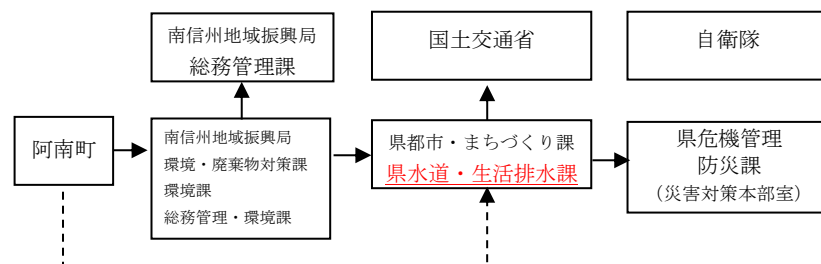 南信州地域振興局
総務管理課
国土交通省
自衛隊
阿南町
南信州地域振興局
環境・廃棄物対策課
環境課
総務管理・環境課
県都市・まちづくり課
県水道・生活排水課
県危機管理
防災課
（災害対策本部室）